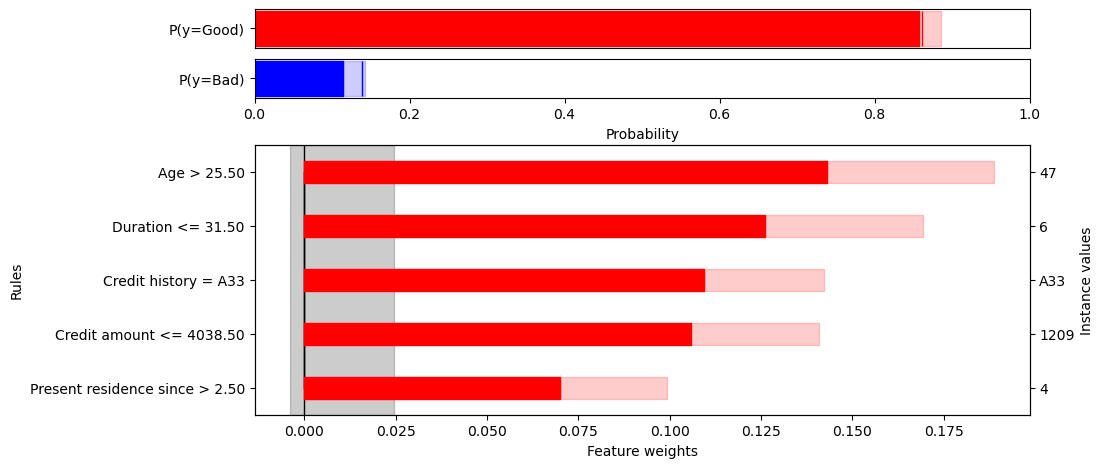 P(y=Good)
P(y=Bad)
0.0 0.2 0.4 0.6 0.8 1.0
Probability
Rules
Age > 25.50 47
Duration <= 31.50 6
Credit history = A33 A33
Credit amount <= 4038.50 1209
Present residence since > 2.50 4
Instance values
0.000 0.025 0.050 0.075 0.100 0.125 0.150 0.175
Feature weights